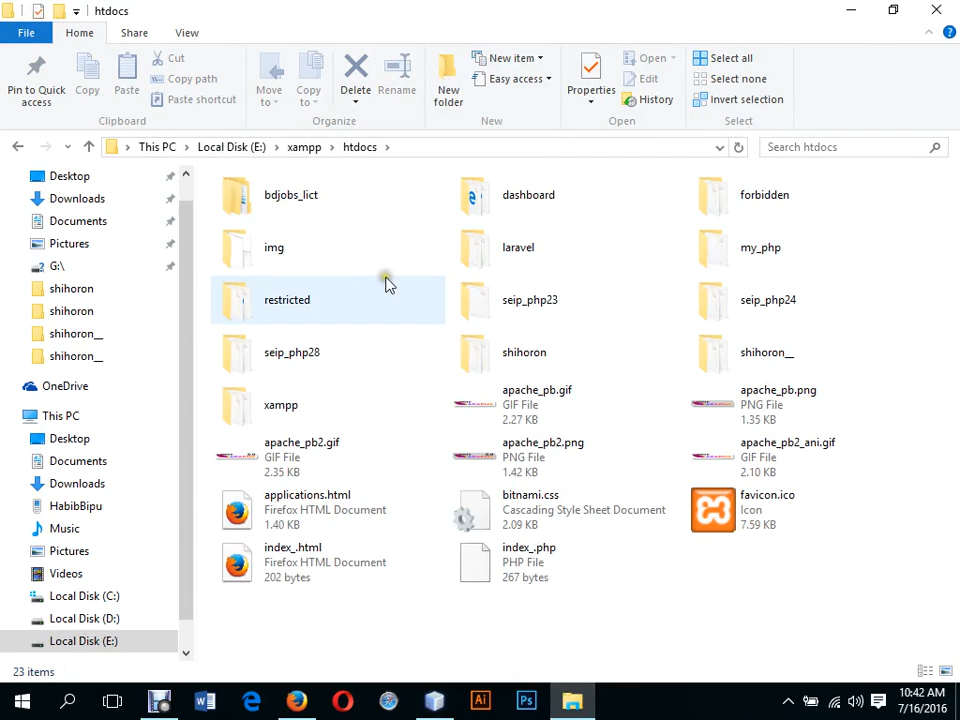 htdocs
File
Home
Share
View
Pin to Quick access
Copy
Paste
Cut
Copy path
Paste shortcut
Clipboard
Move to
Copy to
Delete
Rename
Organize
New folder
New item
Easy access
New
Properties
Open
Edit
History
Open
Select all
Select none
Invert selection
Select
This PC
Local Disk (E:)
xampp
htdocs
Search htdocs
Desktop
Downloads
Documents
Pictures
G:\
shihoron
shihoron
shihoron__
shihoron__
OneDrive
This PC
Desktop
Documents
Downloads
HabibBipu
Music
Pictures
Videos
Local Disk (C:)
Local Disk (D:)
Local Disk (E:)
bdjobs_lict
dashboard
forbidden
img
laravel
my_php
restricted
seip_php23
seip_php24
seip_php28
shihoron
shihoron__
xampp
apache_pb.gif
GIF File
2.27 KB
apache_pb.png
PNG File
1.35 KB
apache_pb2.gif
GIF File
2.35 KB
apache_pb2.png
PNG File
1.42 KB
apache_pb2_ani.gif
GIF File
2.10 KB
applications.html
Firefox HTML Document
1.40 KB
bitnami.css
Cascading Style Sheet Document
2.09 KB
favicon.ico
Icon
7.59 KB
index_.html
Firefox HTML Document
202 bytes
index_.php
PHP File
267 bytes
23 items
Ai
Ps
10:42 AM
7/16/2016